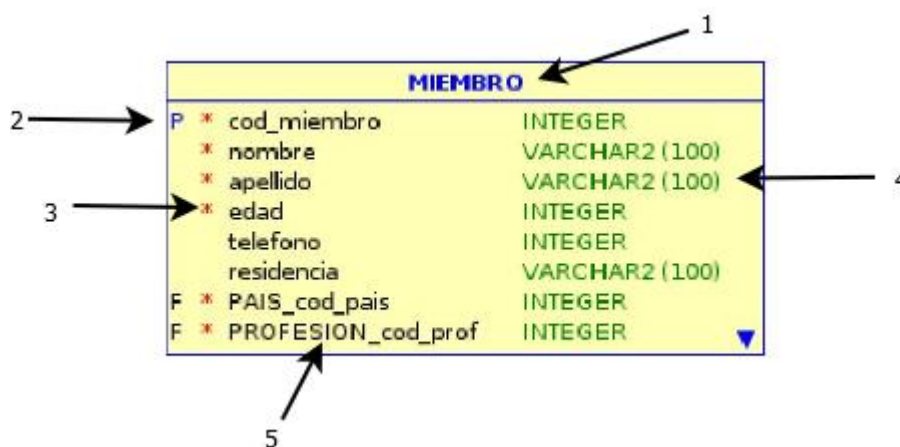 1
MIEMBRO
2 P * cod_miembro INTEGER
* nombre VARCHAR2 (100)
* apellido VARCHAR2 (100) 4
3 * edad INTEGER
telefono INTEGER
residencia VARCHAR2 (100)
F * PAIS_cod_pais INTEGER
F * PROFESION_cod_prof INTEGER
5